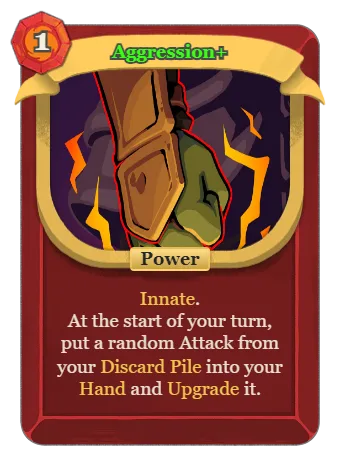 1
Aggression+
Power
Innate.
At the start of your turn,
put a random Attack from
your Discard Pile into your
Hand and Upgrade it.